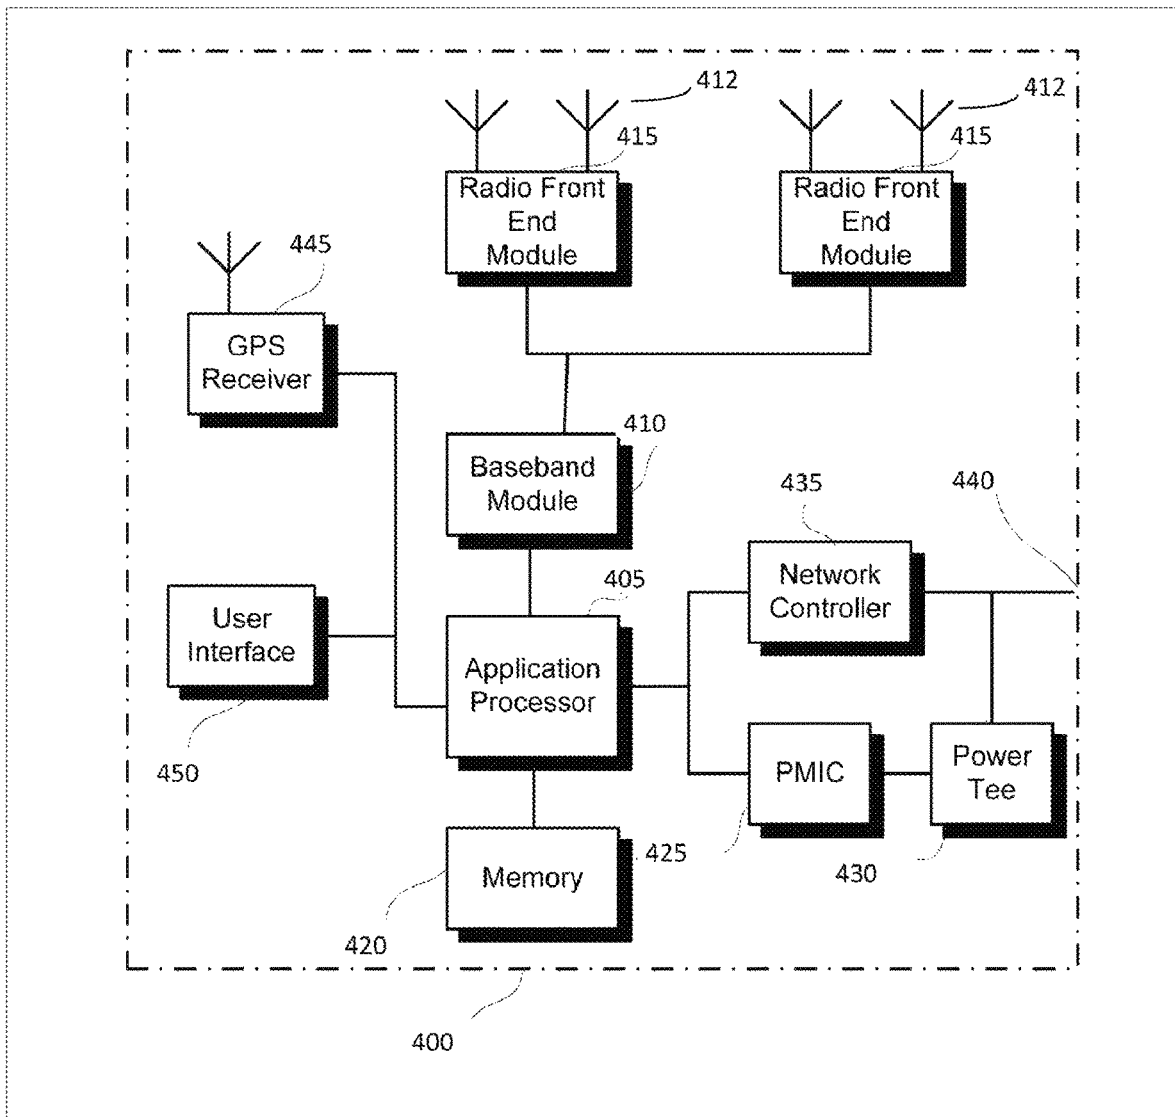 412
412
415
415
Radio Front
End
Module
Radio Front
End
Module
445
GPS
Receiver
410
Baseband
Module
435
440
Network
Controller
405
User
Interface
Application
Processor
450
PMIC
Power
Tee
425
430
Memory
420
400